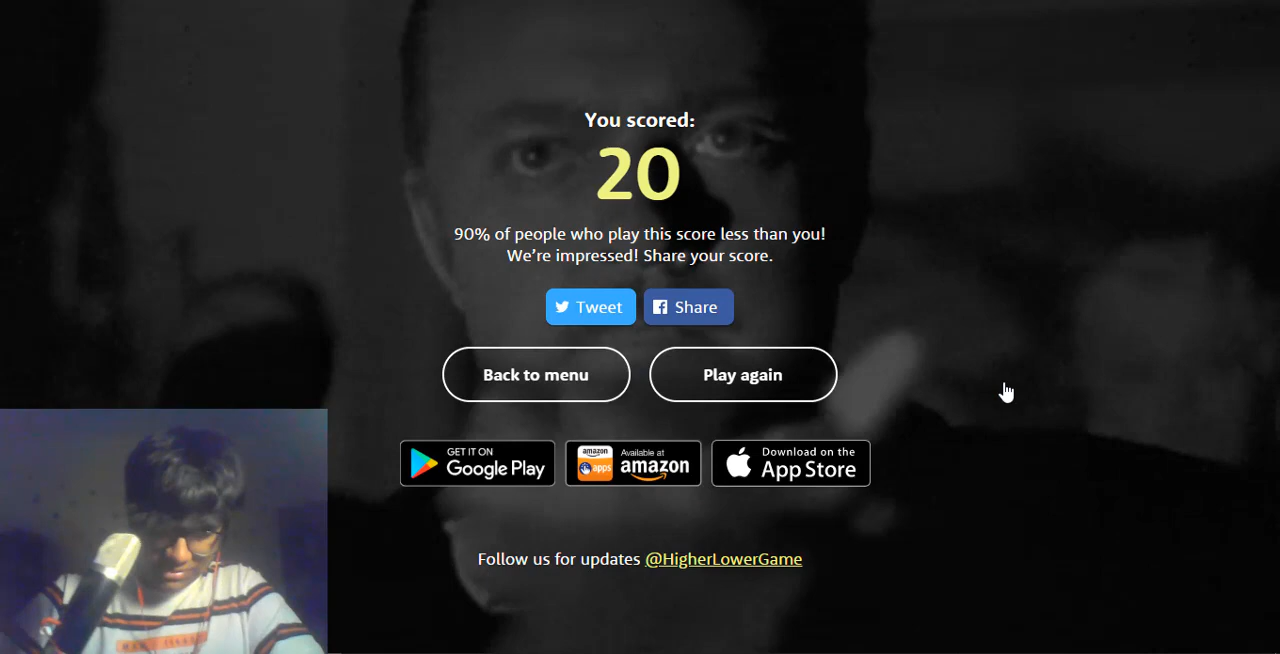 You scored:
20
90% of people who play this score less than you!
We're impressed! Share your score.
Tweet Share
Back to menu Play again
GET IT ON
Google Play
amazon
apps
Available at
amazon
Download on the
App Store
Follow us for updates @HigherLowerGame